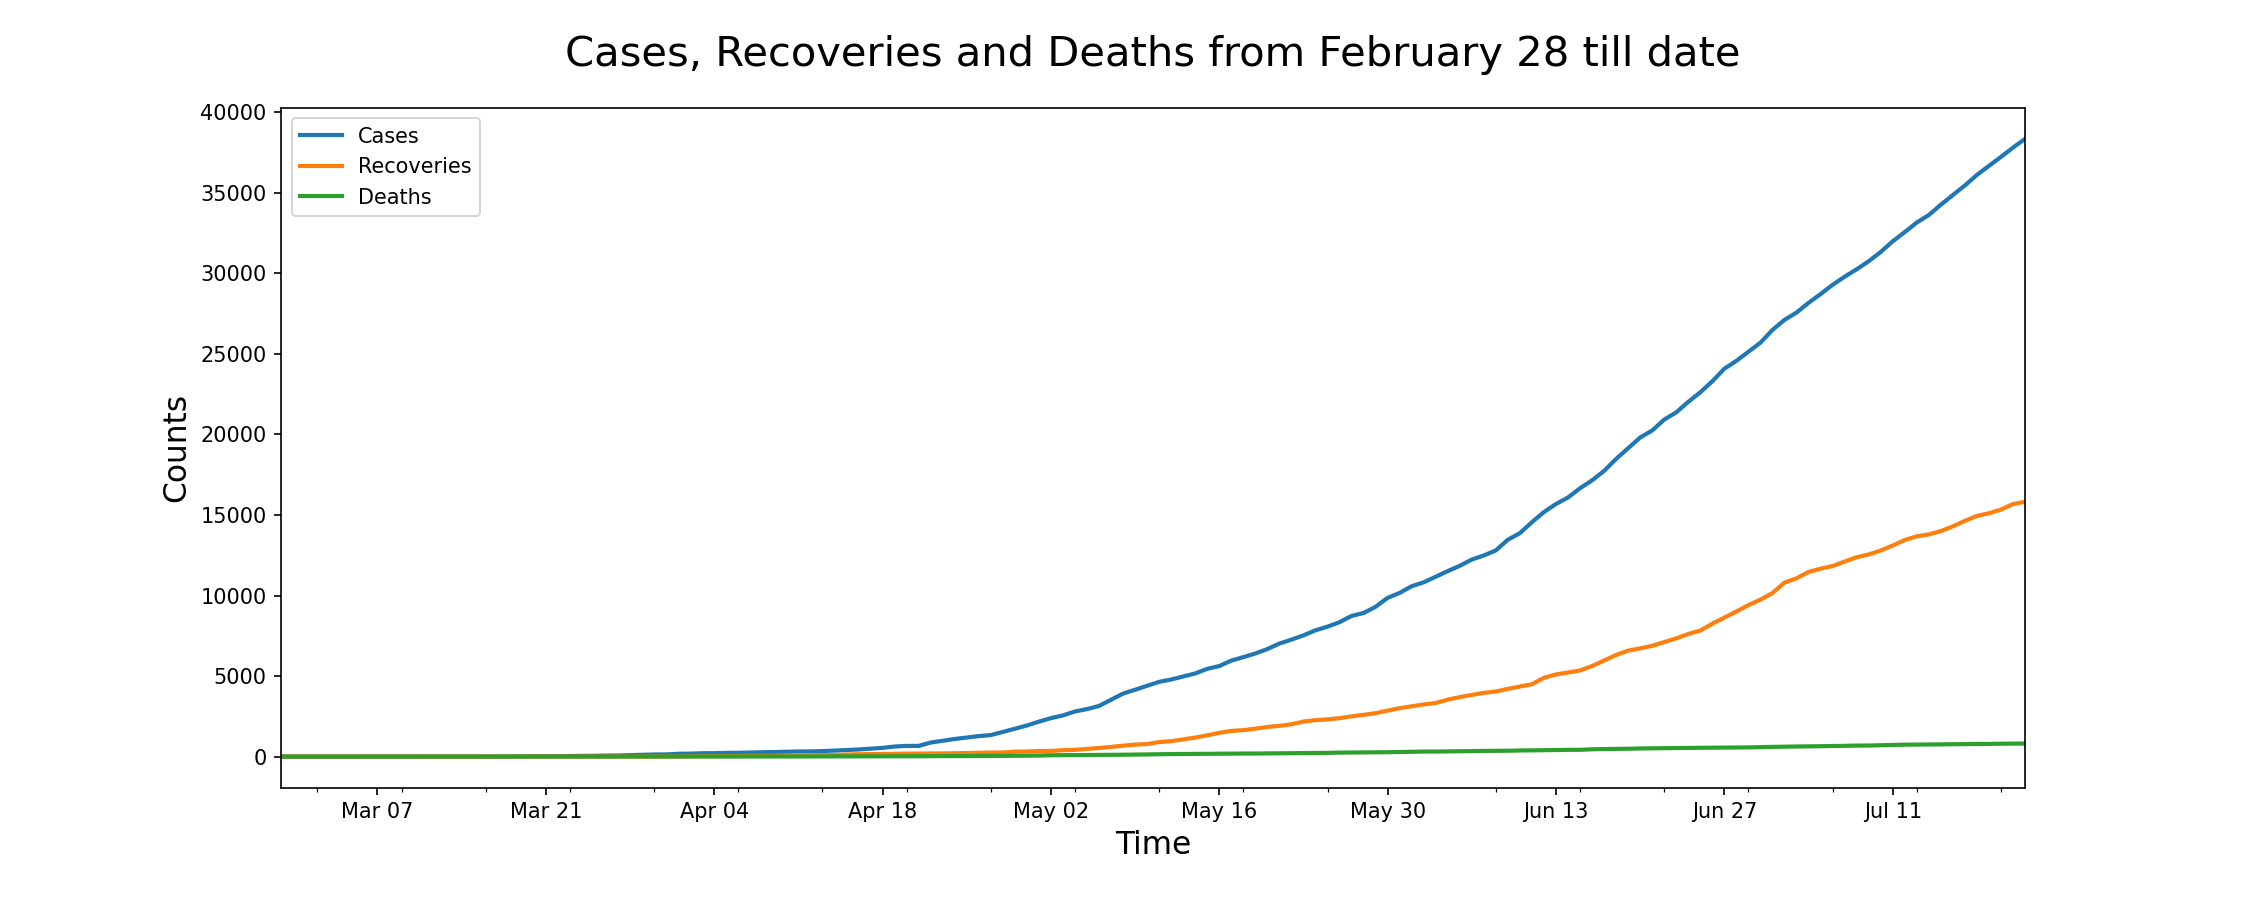 Cases, Recoveries and Deaths from February 28 till date
40000
35000
30000
25000
20000
15000
10000
5000
0
Counts
Cases
Recoveries
Deaths
Mar 07 Mar 21 Apr 04 Apr 18 May 02 May 16 May 30 Jun 13 Jun 27 Jul 11
Time